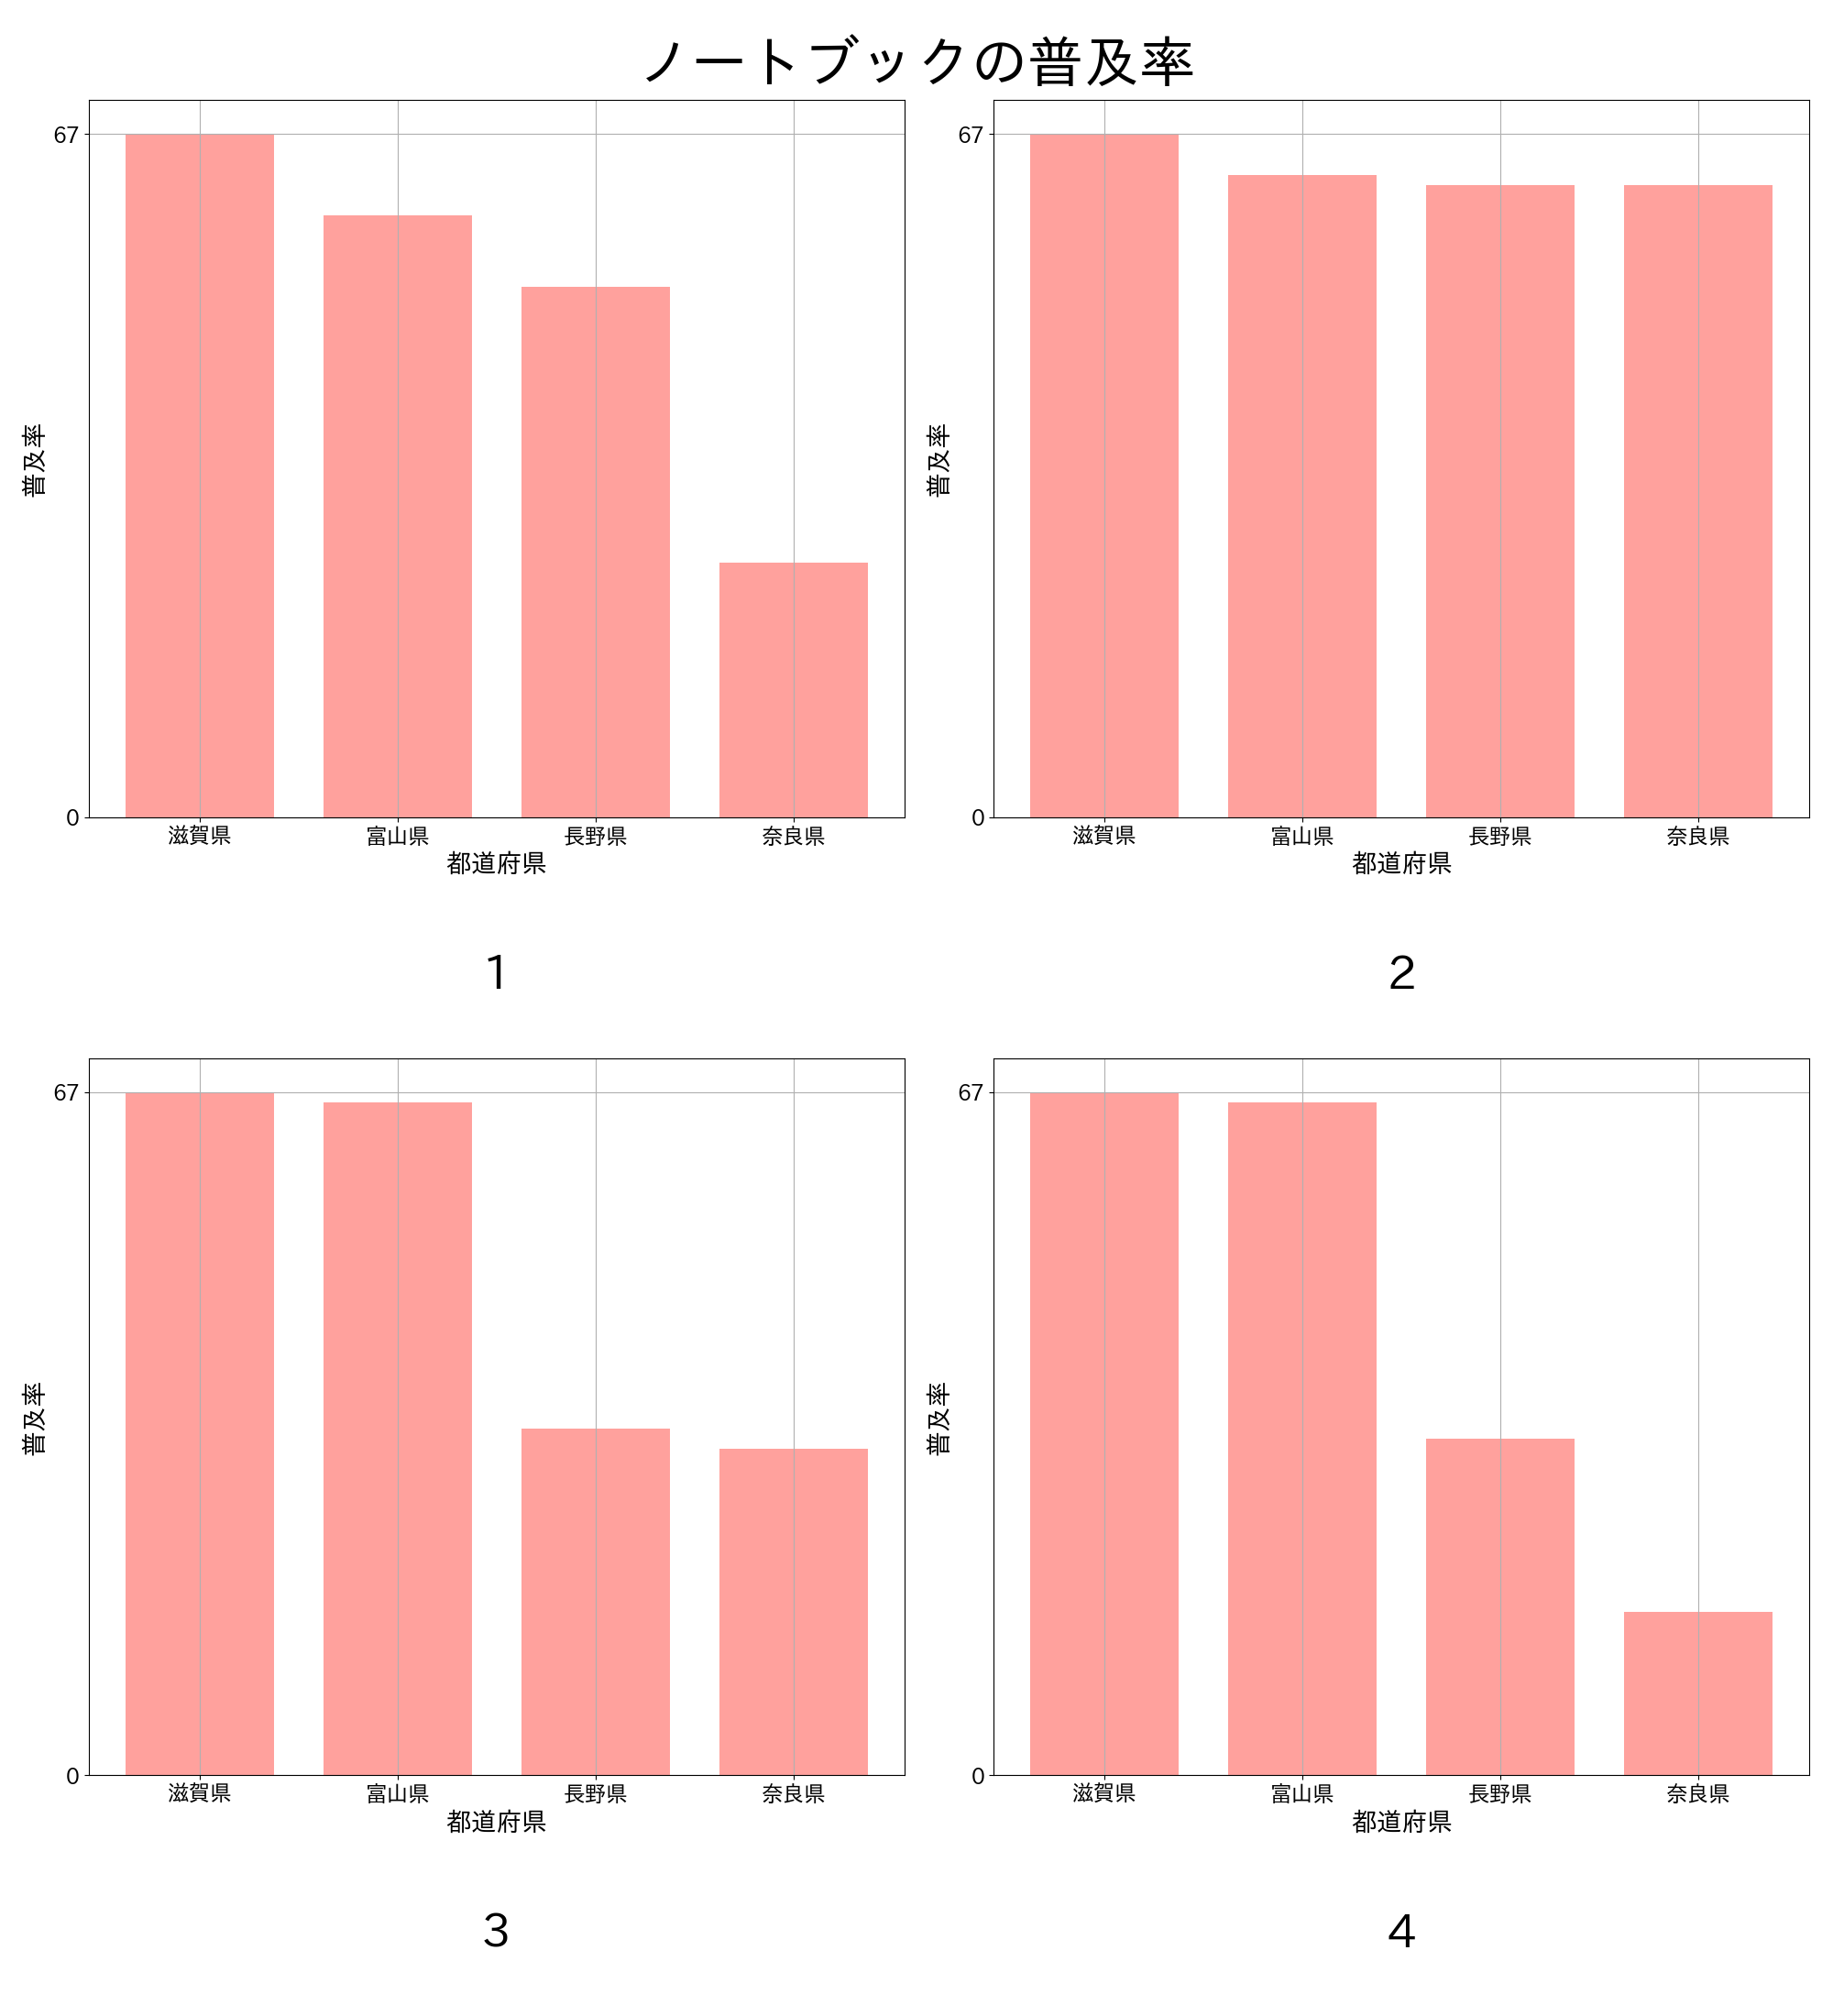 ノートブックの普及率
67
0
普及率
滋賀県 富山県 長野県 奈良県
都道府県
1
67
0
普及率
滋賀県 富山県 長野県 奈良県
都道府県
2
67
0
普及率
滋賀県 富山県 長野県 奈良県
都道府県
3
67
0
普及率
滋賀県 富山県 長野県 奈良県
都道府県
4